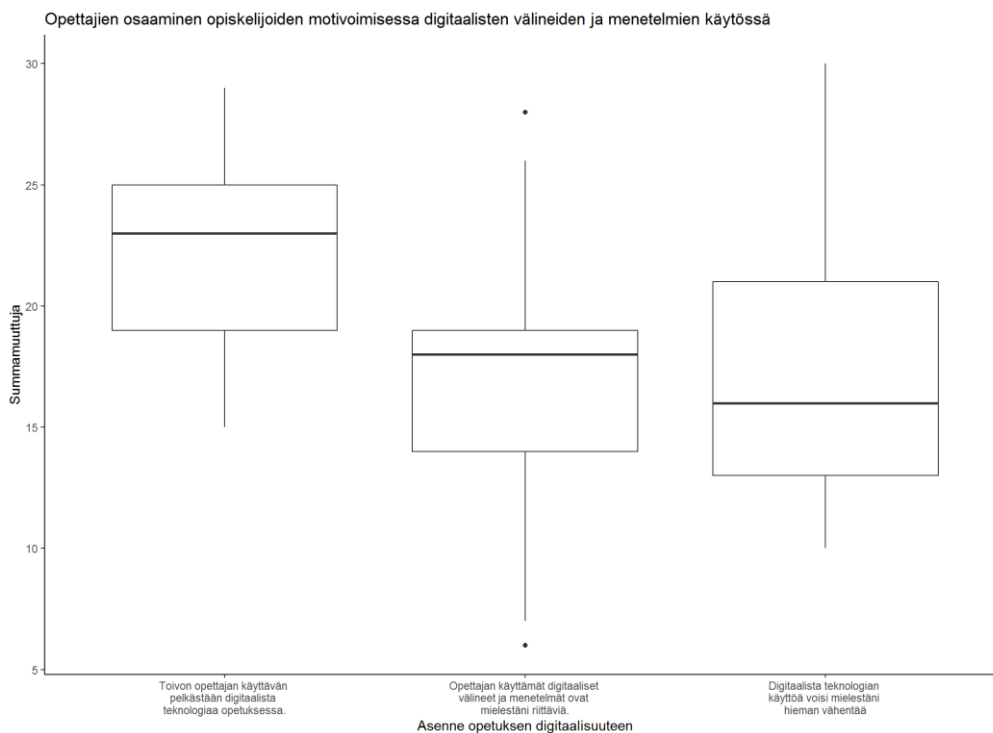 Opettajien osaaminen opiskelijoiden motivoimisessa digitaalisten välineiden ja menetelmien käytössä
30
25
20
15
10
5
Summamuuttuja
Toivon opettajan käyttävän
pelkästään digitaalista
teknologiaa opetuksessa.
Opettajan käyttämät digitaaliset
välineet ja menetelmät ovat
mielestäni riittäviä.
Digitaalista teknologian
käyttöä voisi mielestäni
hieman vähentää
Asenne opetuksen digitaalisuuteen